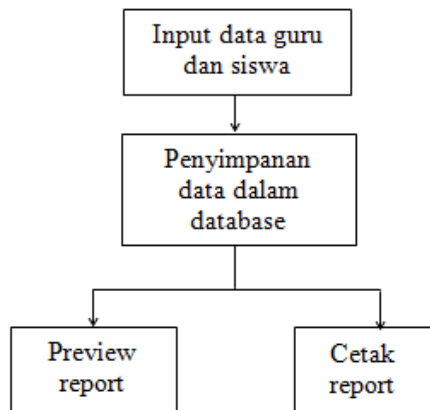 Input data guru
dan siswa
Penyimpanan
data dalam
database
Preview
report
Cetak
report